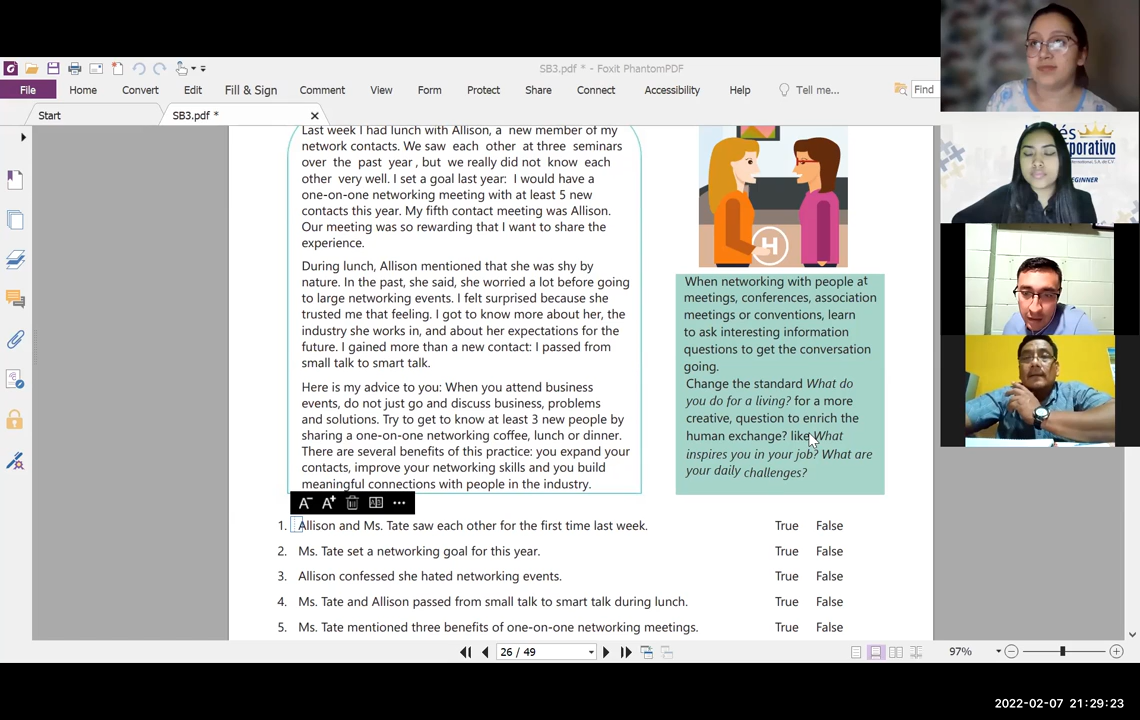 SB3.pdf * - Foxit PhantomPDF
File Home Convert Edit Fill & Sign Comment View Form Protect Share Connect Accessibility Help Tell me... Find
Start SB3.pdf *
Last week I had lunch with Allison, a new member of my
network contacts. We saw each other at three seminars
over the past year, but we really did not know each
other very well. I set a goal last year: I would have a
one-on-one networking meeting with at least 5 new
contacts this year. My fifth contact meeting was Allison.
Our meeting was so rewarding that I want to share the
experience.
During lunch, Allison mentioned that she was shy by
nature. In the past, she said, she worried a lot before going
to large networking events. I felt surprised because she
trusted me that feeling. I got to know more about her, the
industry she works in, and about her expectations for the
future. I gained more than a new contact: I passed from
small talk to smart talk.
Here is my advice to you: When you attend business
events, do not just go and discuss business, problems
and solutions. Try to get to know at least 3 new people by
sharing a one-on-one networking coffee, lunch or dinner.
There are several benefits of this practice: you expand your
contacts, improve your networking skills and you build
meaningful connections with people in the industry.
H
When networking with people at
meetings, conferences, association
meetings or conventions, learn
to ask interesting information
questions to get the conversation
going.
Change the standard What do
you do for a living? for a more
creative, question to enrich the
human exchange? like What
inspires you in your job? What are
your daily challenges?
1. Allison and Ms. Tate saw each other for the first time last week. True False
2. Ms. Tate set a networking goal for this year. True False
3. Allison confessed she hated networking events. True False
4. Ms. Tate and Allison passed from small talk to smart talk during lunch. True False
5. Ms. Tate mentioned three benefits of one-on-one networking meetings. True False
26 / 49
97%
2022-02-07 21:29:23